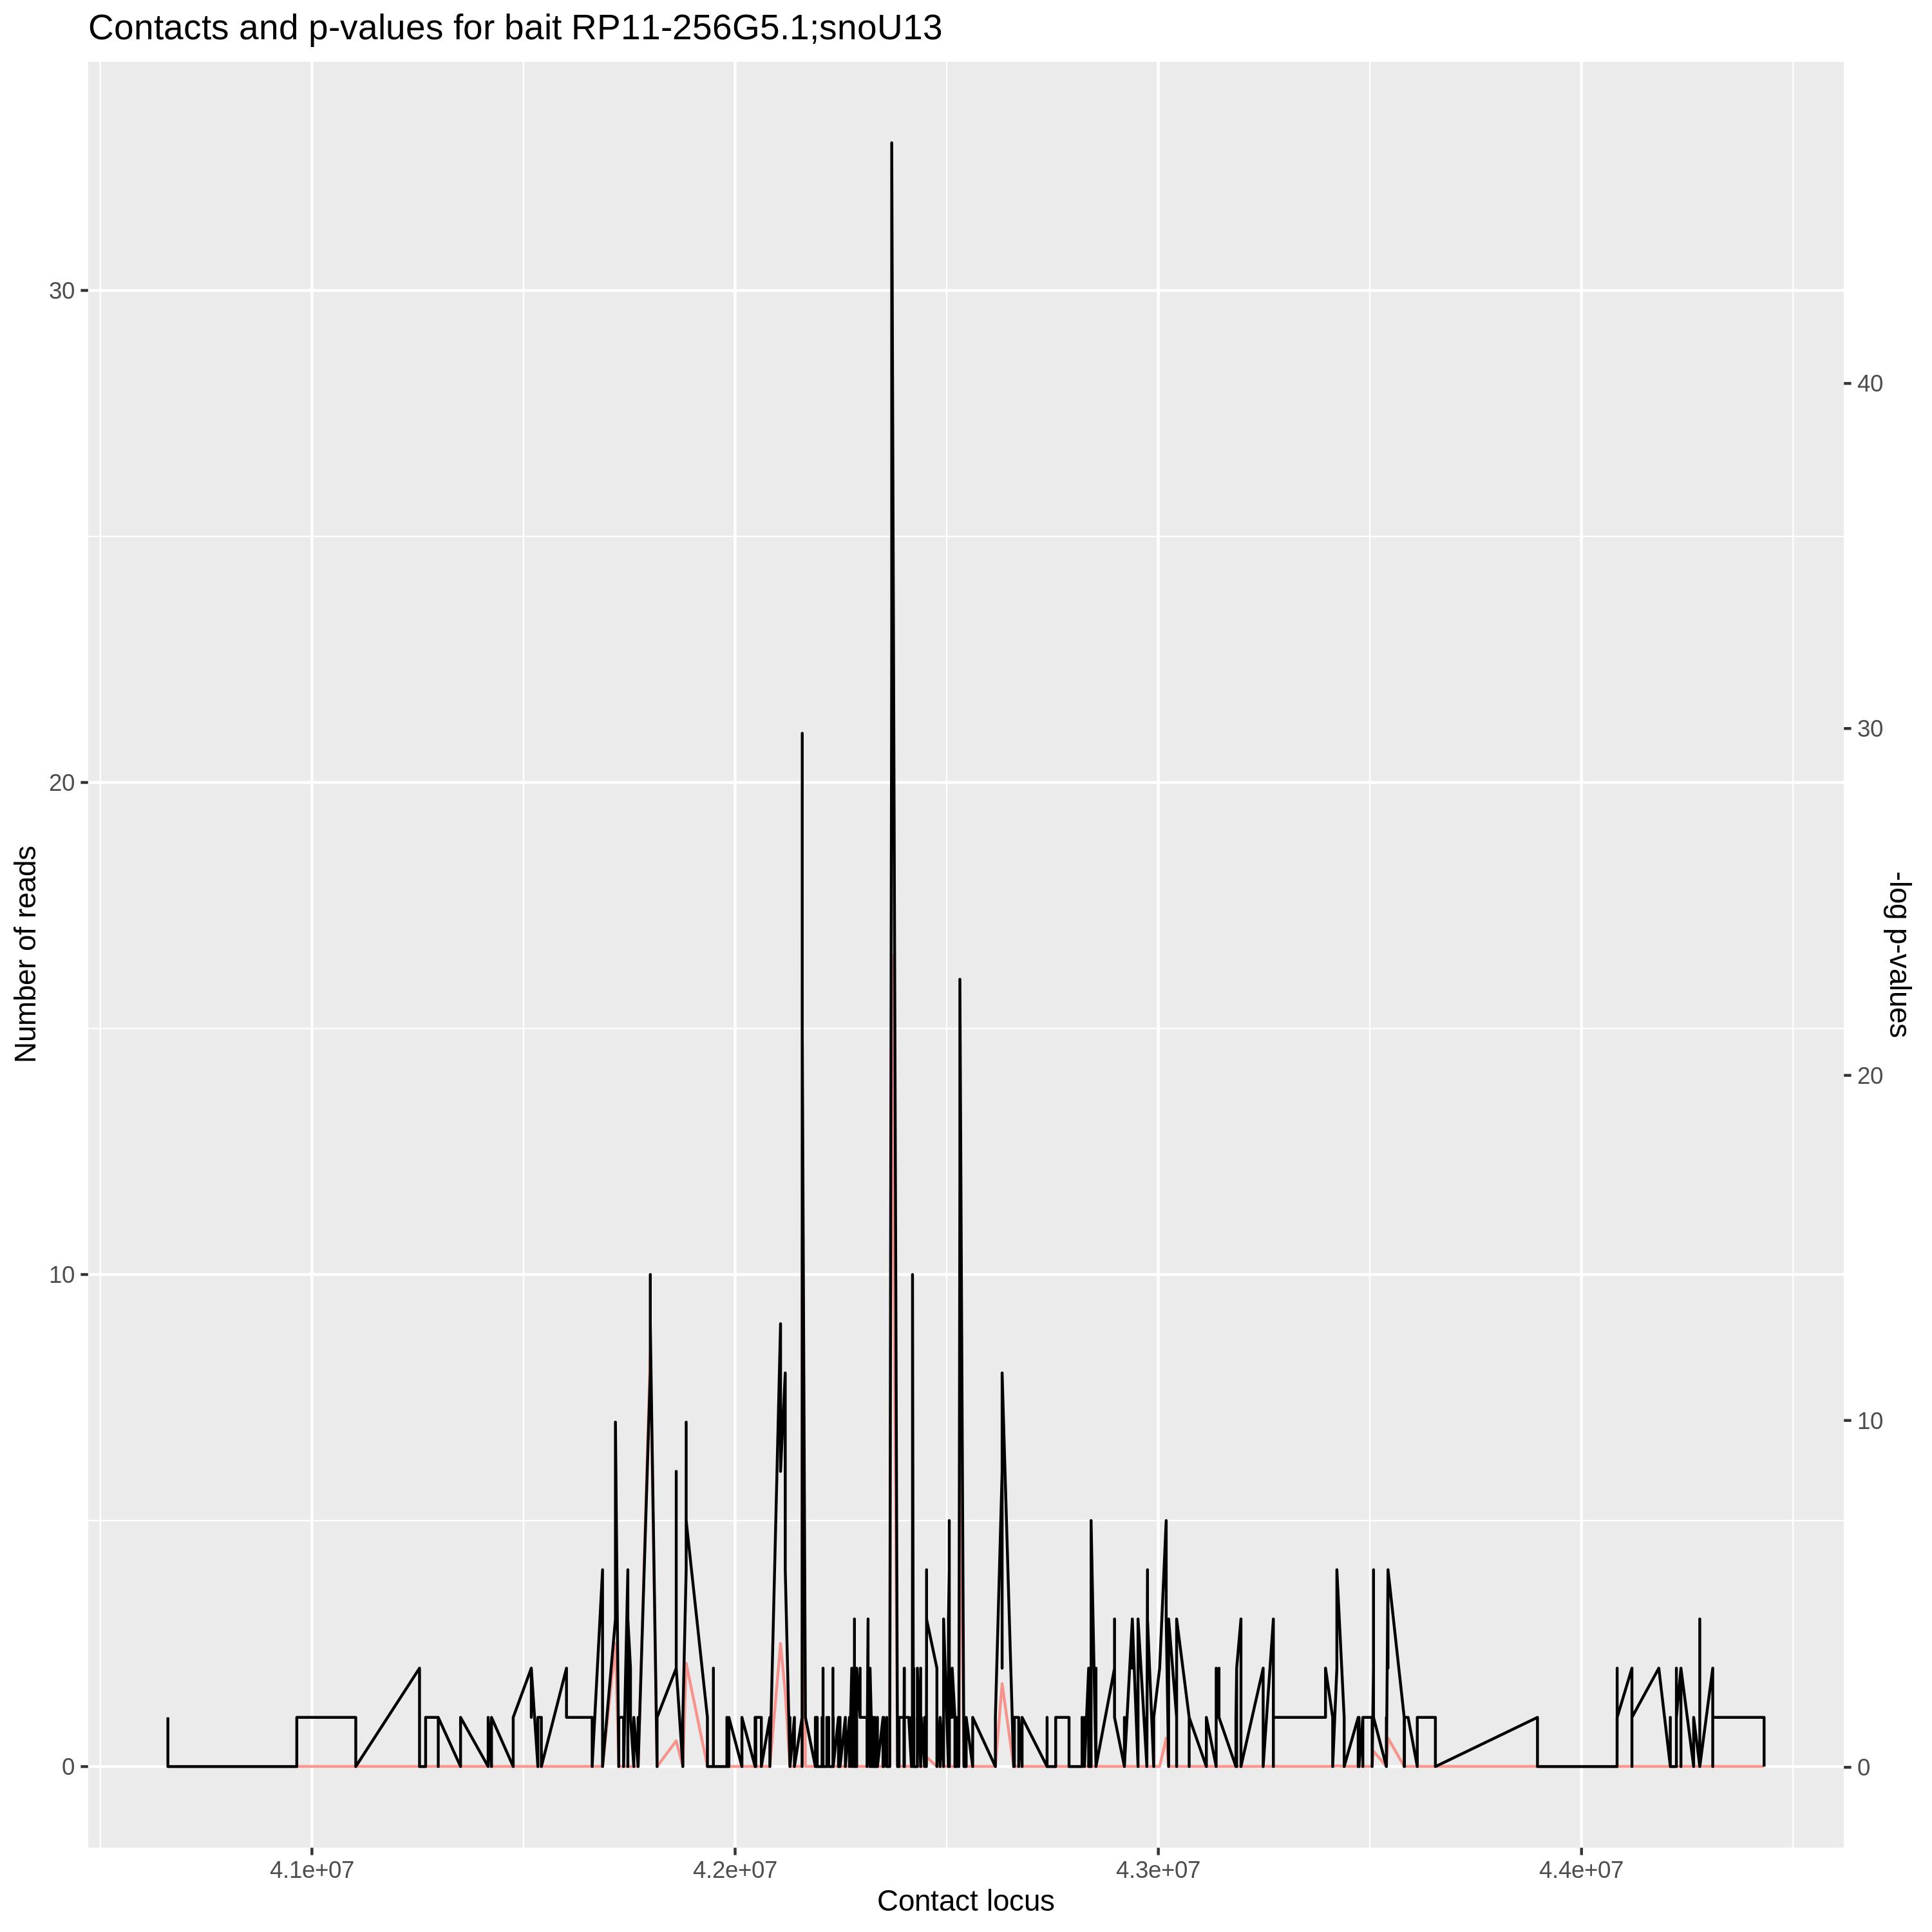 Contacts and p-values for bait RP11-256G5.1;snoU13
30
20
10
0
Number of reads
40
30
20
10
0
-log p-values
4.1e+07
4.2e+07
4.3e+07
4.4e+07
Contact locus